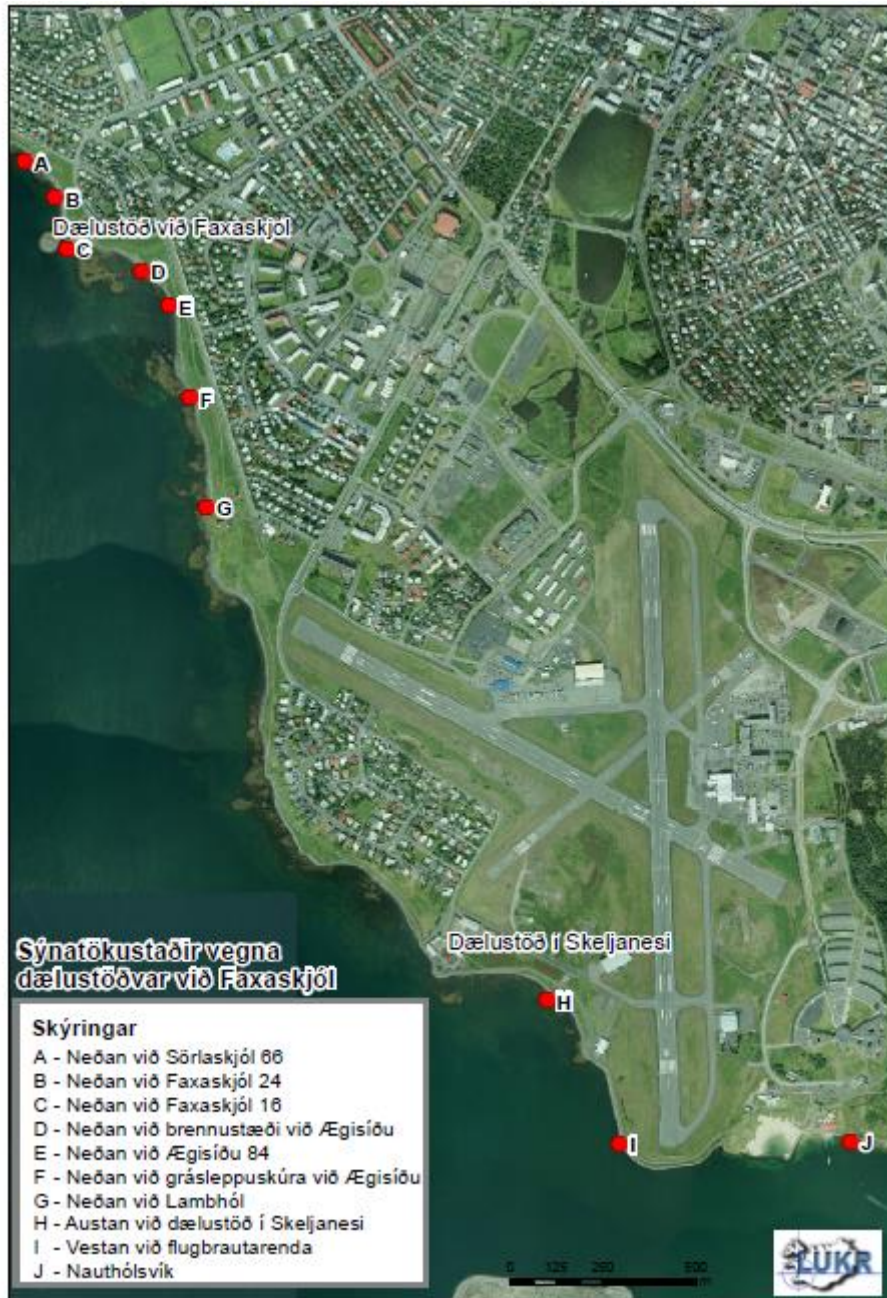 A
B
Dælustöð við Faxaskjol
C
D
E
F
G
Dælustöð í Skeljanesi
H
I
J
Sýnatökustaðir vegna
dælustöðvar við Faxaskjól
Skýringar
A - Neðan við Sörlaskjól 66
B - Neðan við Faxaskjól 24
C - Neðan við Faxaskjól 16
D - Neðan við brennustæði við Ægisíðu
E - Neðan við Ægisíðu 84
F - Neðan við grásleppuskúra við Ægisíðu
G - Neðan við Lambhól
H - Austan við dælustöð í Skeljanesi
I - Vestan við flugbrautarenda
J - Nauthólsvík
0 125 250 500
m
LUKR